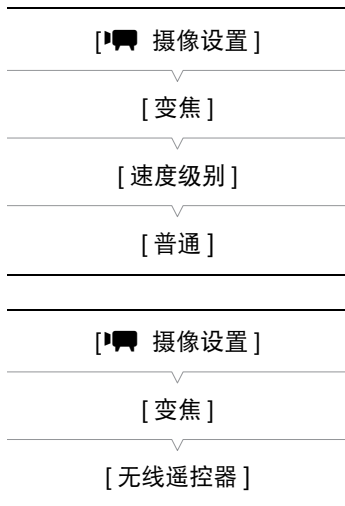 [ 摄像设置 ]
[ 变焦 ]
[ 速度级别 ]
[ 普通 ]
[ 摄像设置 ]
[ 变焦 ]
[ 无线遥控器 ]